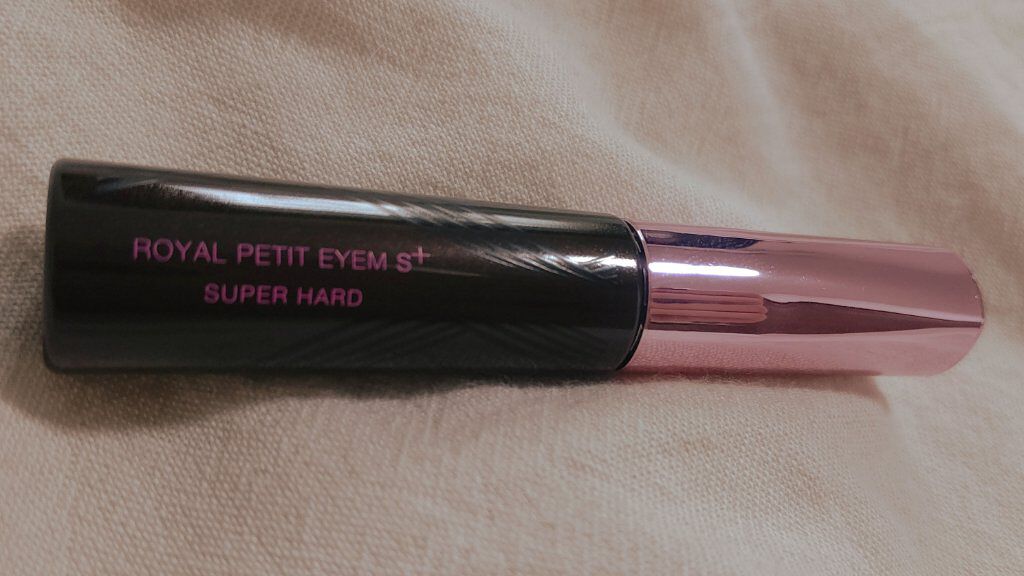 ROYAL PETIT EYEM S+
SUPER HARD